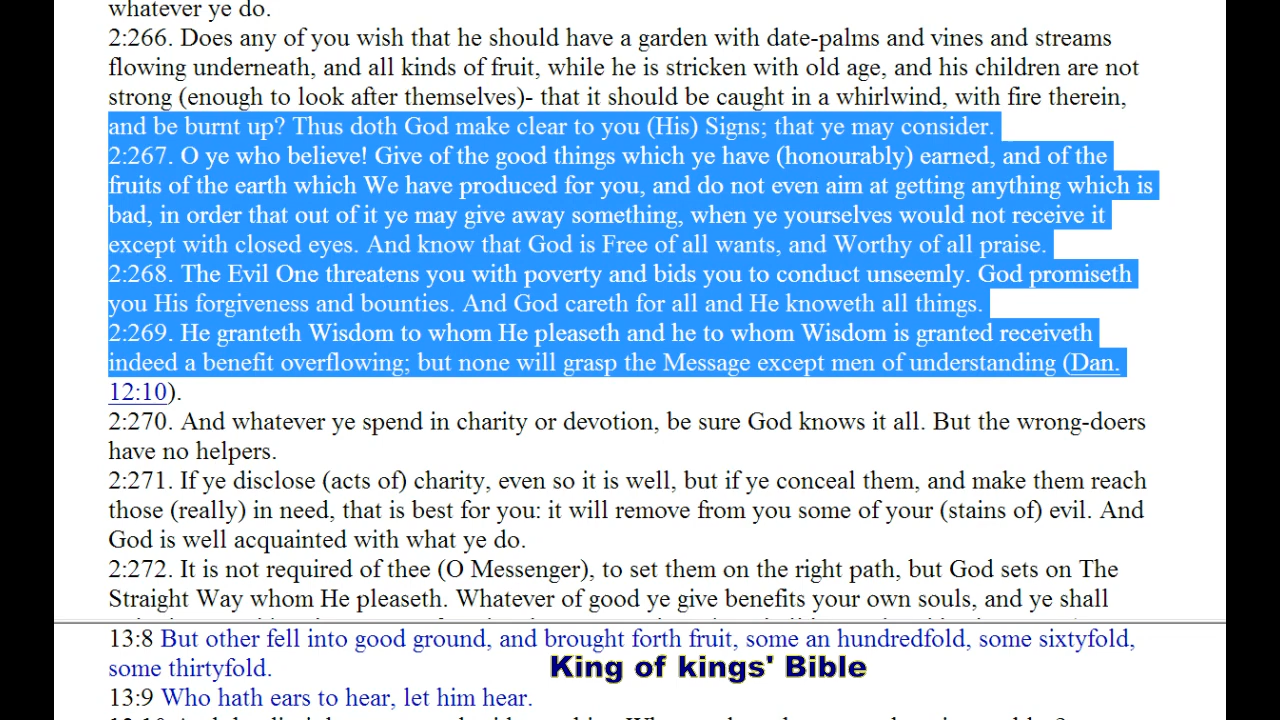 whatever ye do.
2:266. Does any of you wish that he should have a garden with date-palms and vines and streams
flowing underneath, and all kinds of fruit, while he is stricken with old age, and his children are not
strong (enough to look after themselves)- that it should be caught in a whirlwind, with fire therein,
and be burnt up? Thus doth God make clear to you (His) Signs; that ye may consider.
2:267. O ye who believe! Give of the good things which ye have (honourably) earned, and of the
fruits of the earth which We have produced for you, and do not even aim at getting anything which is
bad, in order that out of it ye may give away something, when ye yourselves would not receive it
except with closed eyes. And know that God is Free of all wants, and Worthy of all praise.
2:268. The Evil One threatens you with poverty and bids you to conduct unseemly. God promiseth
you His forgiveness and bounties. And God careth for all and He knoweth all things.
2:269. He granteth Wisdom to whom He pleaseth and he to whom Wisdom is granted receiveth
indeed a benefit overflowing; but none will grasp the Message except men of understanding (Dan.
12:10).
2:270. And whatever ye spend in charity or devotion, be sure God knows it all. But the wrong-doers
have no helpers.
2:271. If ye disclose (acts of) charity, even so it is well, but if ye conceal them, and make them reach
those (really) in need, that is best for you: it will remove from you some of your (stains of) evil. And
God is well acquainted with what ye do.
2:272. It is not required of thee (O Messenger), to set them on the right path, but God sets on The
Straight Way whom He pleaseth. Whatever of good ye give benefits your own souls, and ye shall
13:8 But other fell into good ground, and brought forth fruit, some an hundredfold, some sixtyfold,
some thirtyfold.
King of kings' Bible
13:9 Who hath ears to hear, let him hear.